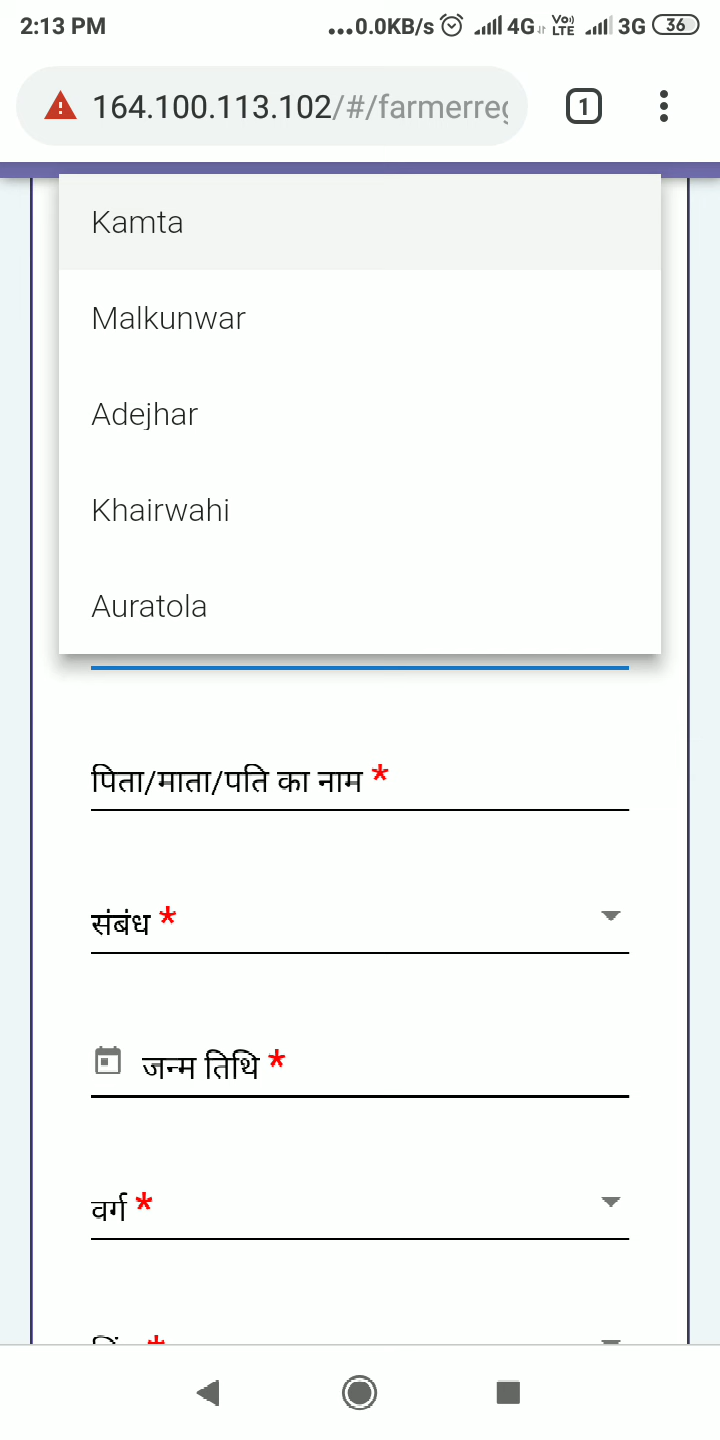 2:13 PM ...0.0KB/s 4G VoLTE 3G 36
164.100.113.102/#/farmerreg 1
Kamta
Malkunwar
Adejhar
Khairwahi
Auratola
पिता/माता/पति का नाम *
संबंध *
जन्म तिथि *
वर्ग *